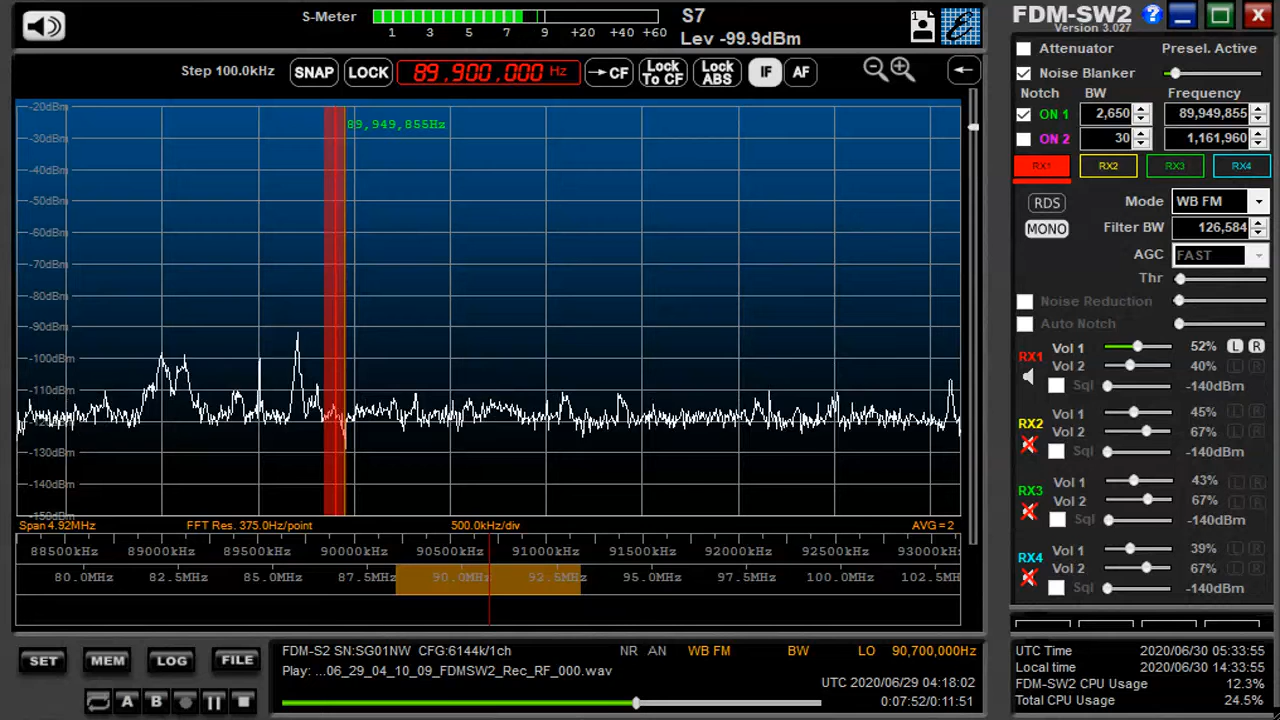 S-Meter
1 3 5 7 9 +20 +40 +60
S7
Lev -99.9dBm
1
FDM-SW2
?
X
Version 3.027
Step 100.0kHz
SNAP
LOCK
89.900.000 Hz
→CF
Lock To CF
Lock ABS
IF
AF
←
89,949,855Hz
-20dBm
-30dBm
-40dBm
-50dBm
-60dBm
-70dBm
-80dBm
-90dBm
-100dBm
-110dBm
-120dBm
-130dBm
-140dBm
-150dBm
Span 4.92MHz FFT Res. 375.0Hz/point 500.0kHz/div AVG=2
88500kHz 89000kHz 89500kHz 90000kHz 90500kHz 91000kHz 91500kHz 92000kHz 92500kHz 93000kHz
80.0MHz 82.5MHz 85.0MHz 87.5MHz 90.0MHz 92.5MHz 95.0MHz 97.5MHz 100.0MHz 102.5MH
Attenuator Presel. Active
Noise Blanker
Notch BW Frequency
ON 1 2,650 89,949,855
ON 2 30 1,161,960
RX1 RX2 RX3 RX4
RDS
Mode WB FM
MONO
Filter BW 126,584
AGC FAST
Thr
Noise Reduction
Auto Notch
RX1
Vol 1 52% L R
Vol 2 40% L R
Sql -140dBm
RX2
Vol 1 45% L R
Vol 2 67% L R
Sql -140dBm
RX3
Vol 1 43% L R
Vol 2 67% L R
Sql -140dBm
RX4
Vol 1 39% L R
Vol 2 67% L R
Sql -140dBm
SET MEM LOG FILE
A B
FDM-S2 SN:SG01NW CFG:6144k/1ch NR AN WB FM BW LO 90,700,000Hz
Play: ...06_29_04_10_09_FDMSW2_Rec_RF_000.wav
UTC 2020/06/29 04:18:02
0:07:52/0:11:51
UTC Time 2020/06/30 05:33:55
Local time 2020/06/30 14:33:55
FDM-SW2 CPU Usage 12.3%
Total CPU Usage 24.5%